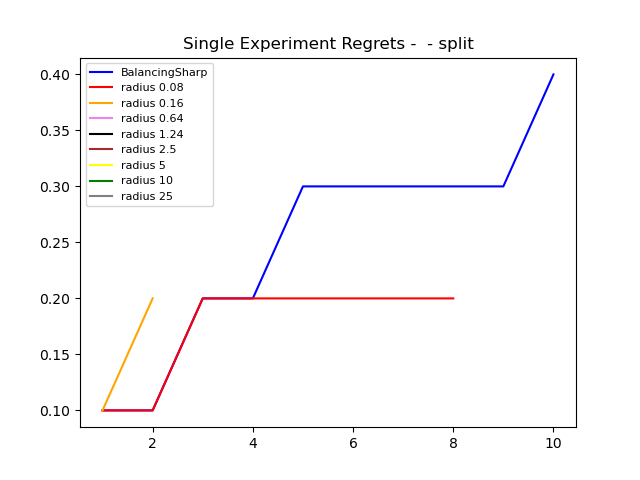 Single Experiment Regrets -  - split
0.40
0.35
0.30
0.25
0.20
0.15
0.10
BalancingSharp
radius 0.08
radius 0.16
radius 0.64
radius 1.24
radius 2.5
radius 5
radius 10
radius 25
2 4 6 8 10